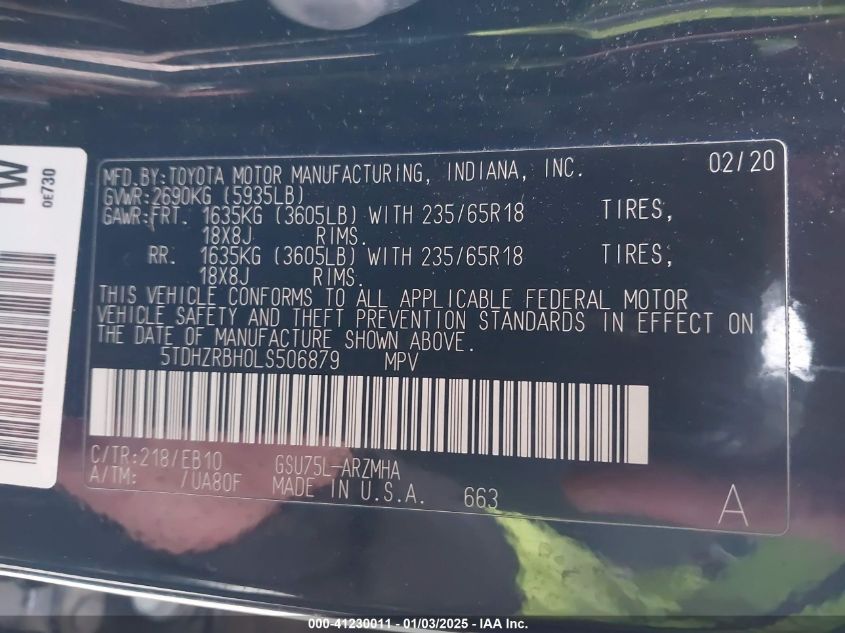 MFD.BY:TOYOTA MOTOR MANUFACTURING, INDIANA, INC. 02/20
GVWR:2690KG (5935LB)
GAWR:FRT. 1635KG (3605LB) WITH 235/65R18 TIRES,
18X8J RIMS.
RR. 1635KG (3605LB) WITH 235/65R18 TIRES,
18X8J RIMS.
THIS VEHICLE CONFORMS TO ALL APPLICABLE FEDERAL MOTOR
VEHICLE SAFETY AND THEFT PREVENTION STANDARDS IN EFFECT ON
THE DATE OF MANUFACTURE SHOWN ABOVE.
5TDHZRBH0LS506879 MPV
C/TR:218/EB10 GSU75L-ARZMHA
A/TM: /UA80F MADE IN U.S.A. 663 A
TW
0E730
000-41230011 - 01/03/2025 - IAA Inc.